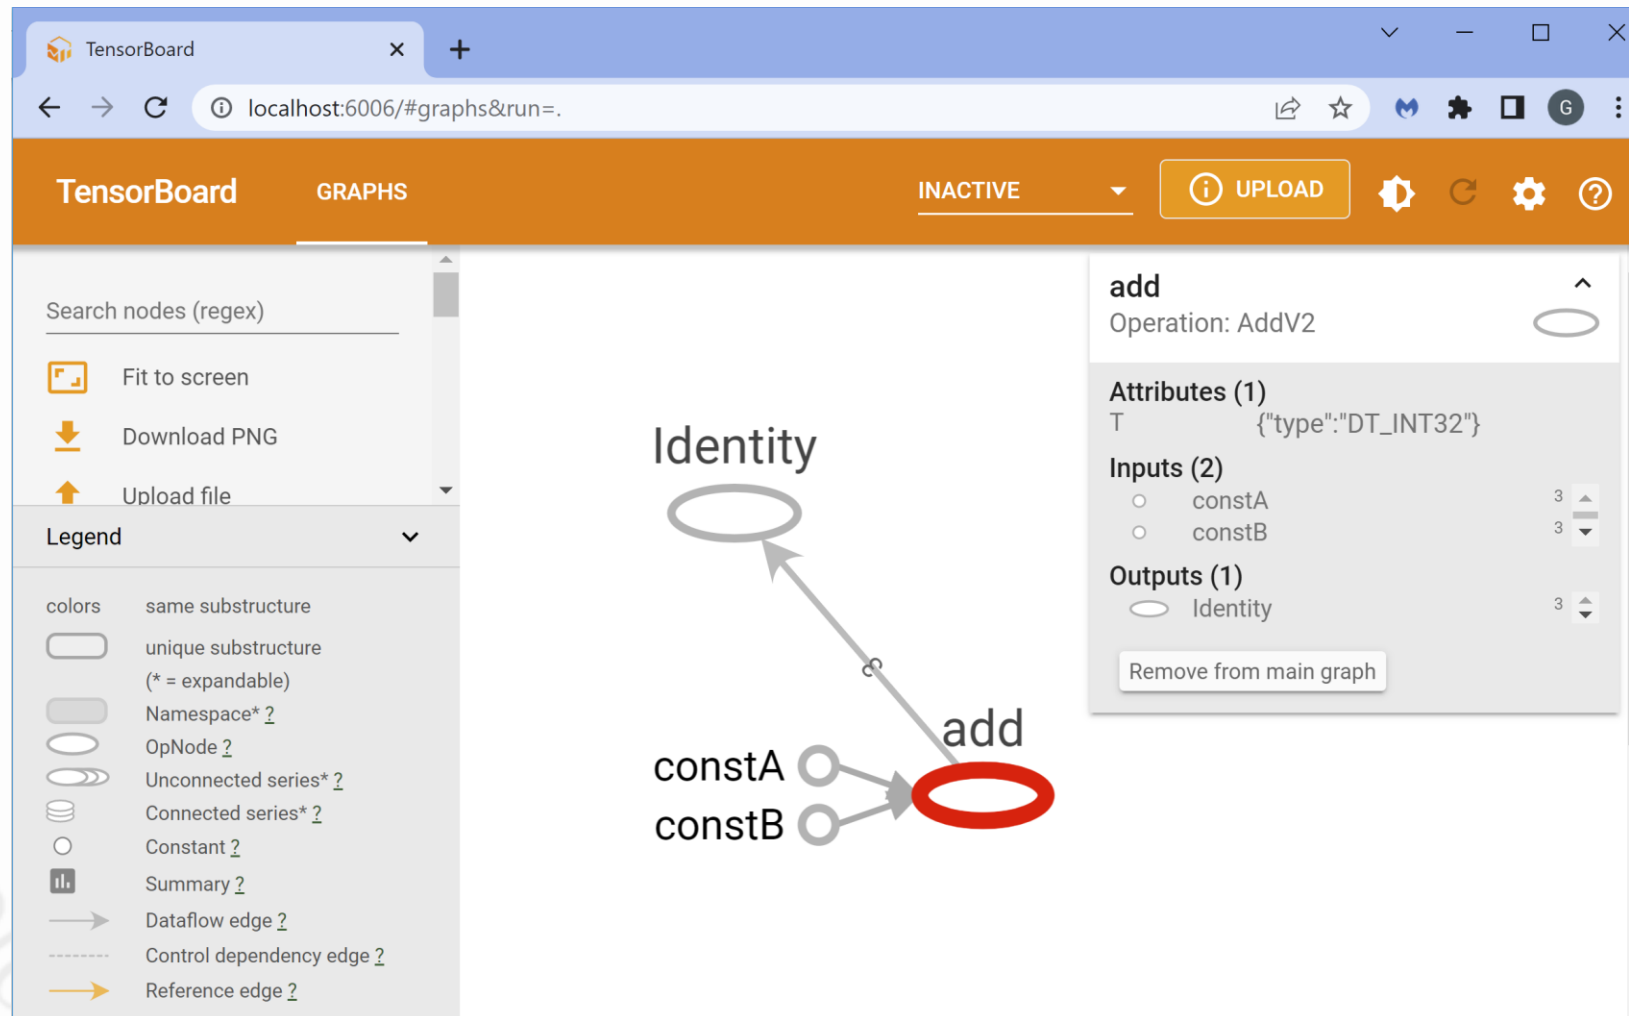 TensorBoard
localhost:6006/#graphs&run=.
G
TensorBoard
GRAPHS
INACTIVE
UPLOAD
Search nodes (regex)
Fit to screen
Download PNG
Upload file
Legend
colors same substructure
unique substructure
(* = expandable)
Namespace* ?
OpNode ?
Unconnected series* ?
Connected series* ?
Constant ?
Summary ?
Dataflow edge ?
Control dependency edge ?
Reference edge ?
Identity
3
add
constA
constB
add
Operation: AddV2
Attributes (1)
T {"type":"DT_INT32"}
Inputs (2)
constA 3
constB 3
Outputs (1)
Identity 3
Remove from main graph